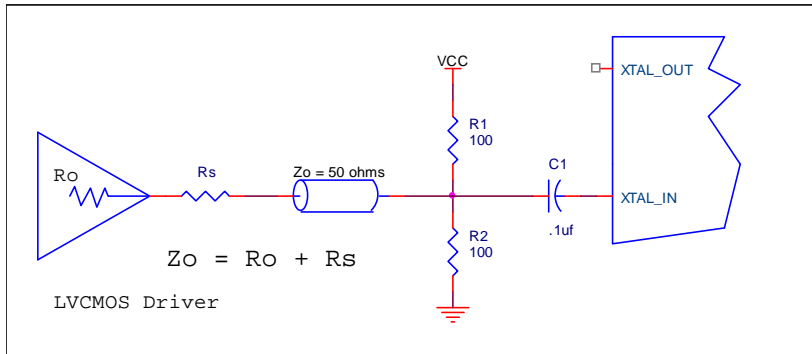 VCC
XTAL_OUT
R1
100
Ro
Rs
Zo = 50 ohms
C1
XTAL_IN
.1uf
R2
100
Zo = Ro + Rs
LVCMOS Driver